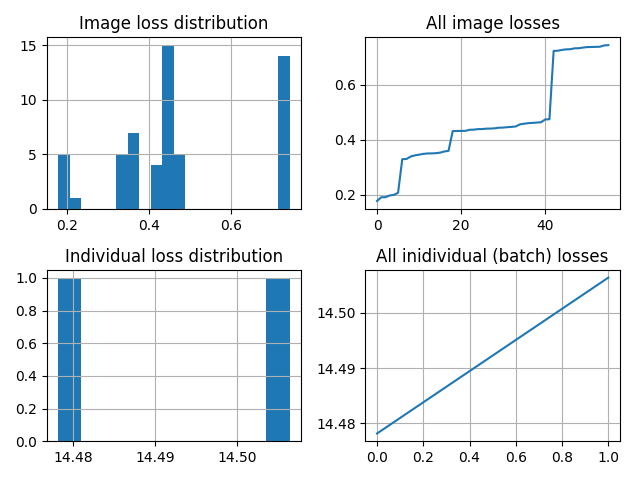 Image loss distribution
15
10
5
0
0.2 0.4 0.6
All image losses
0.6
0.4
0.2
0 20 40
Individual loss distribution
1.0
0.8
0.6
0.4
0.2
0.0
14.48 14.49 14.50
All inidividual (batch) losses
14.50
14.49
14.48
0.0 0.2 0.4 0.6 0.8 1.0